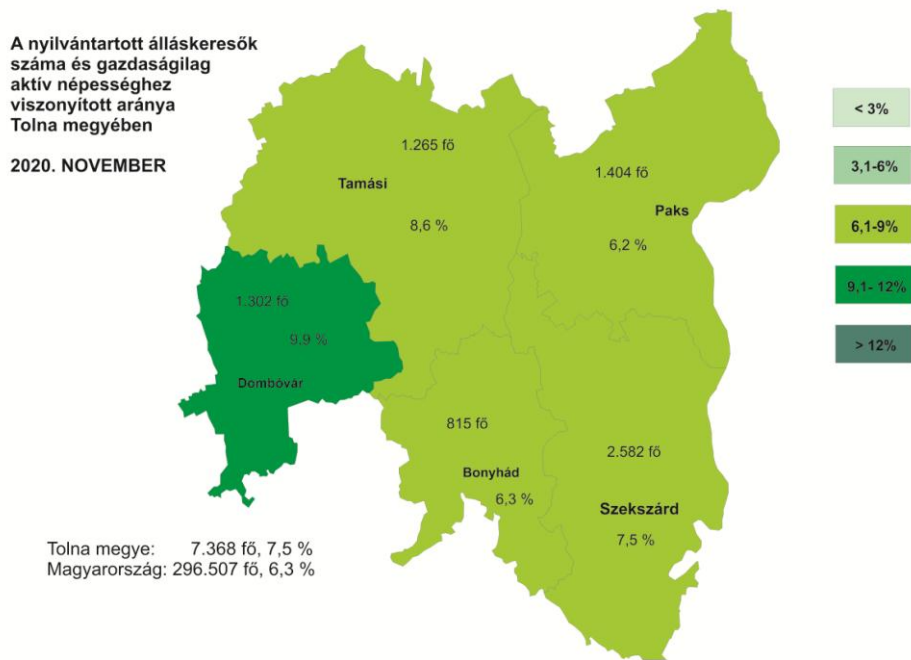 A nyilvántartott álláskeresők
száma és gazdaságilag
aktív népességhez
viszonyított aránya
Tolna megyében
2020. NOVEMBER
1.265 fő
Tamási
8,6 %
1.404 fő
Paks
6,2 %
1.302 fő
9,9 %
Dombóvár
815 fő
Bonyhád
6,3 %
2.582 fő
Szekszárd
7,5 %
< 3%
3,1-6%
6,1-9%
9,1- 12%
> 12%
Tolna megye: 7.368 fő, 7,5 %
Magyarország: 296.507 fő, 6,3 %